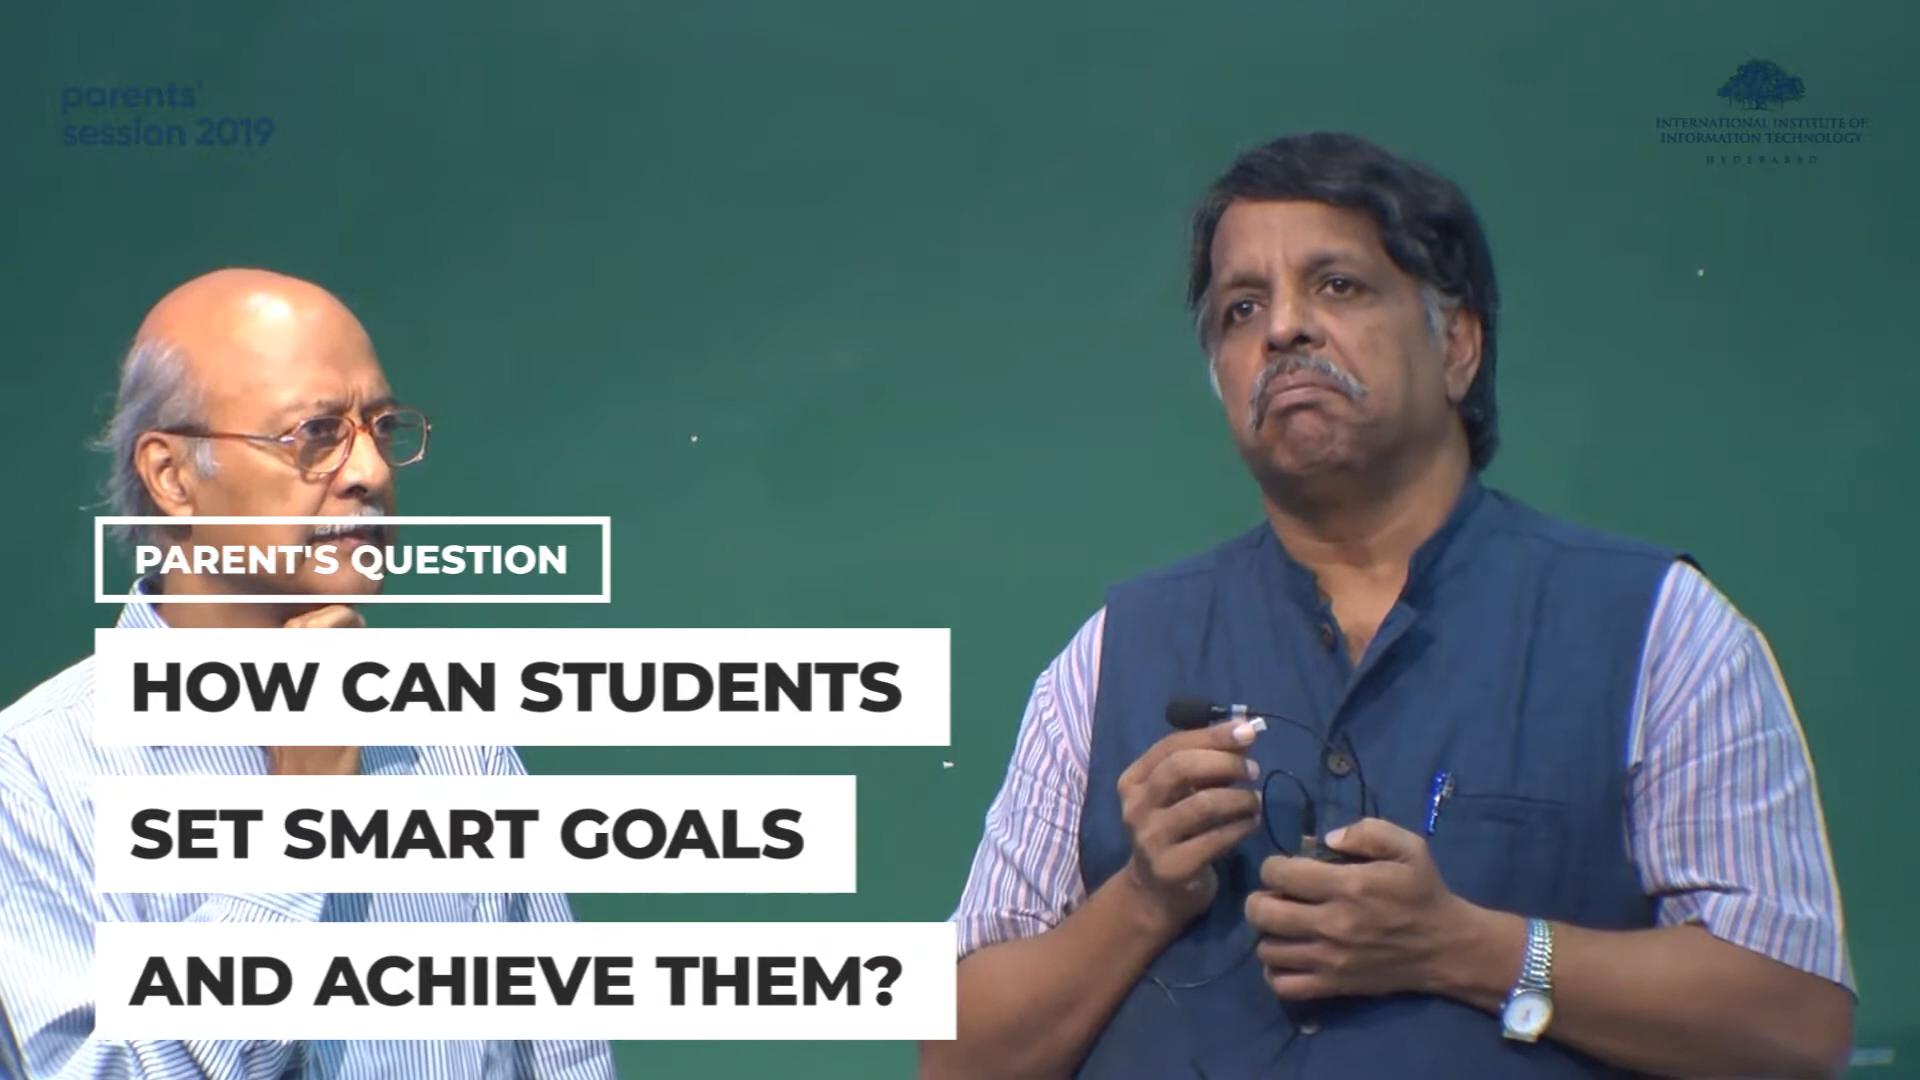 parents'
session 2019
INTERNATIONAL INSTITUTE OF
INFORMATION TECHNOLOGY
HYDERABAD
PARENT'S QUESTION
HOW CAN STUDENTS
SET SMART GOALS
AND ACHIEVE THEM?